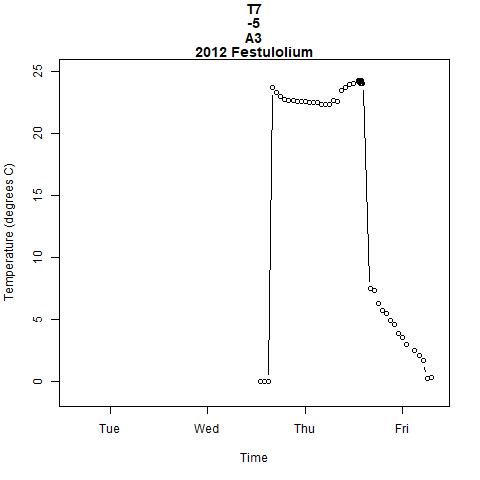 T7
-5
A3
2012 Festulolium
25
20
15
10
5
0
Temperature (degrees C)
Tue Wed Thu Fri
Time